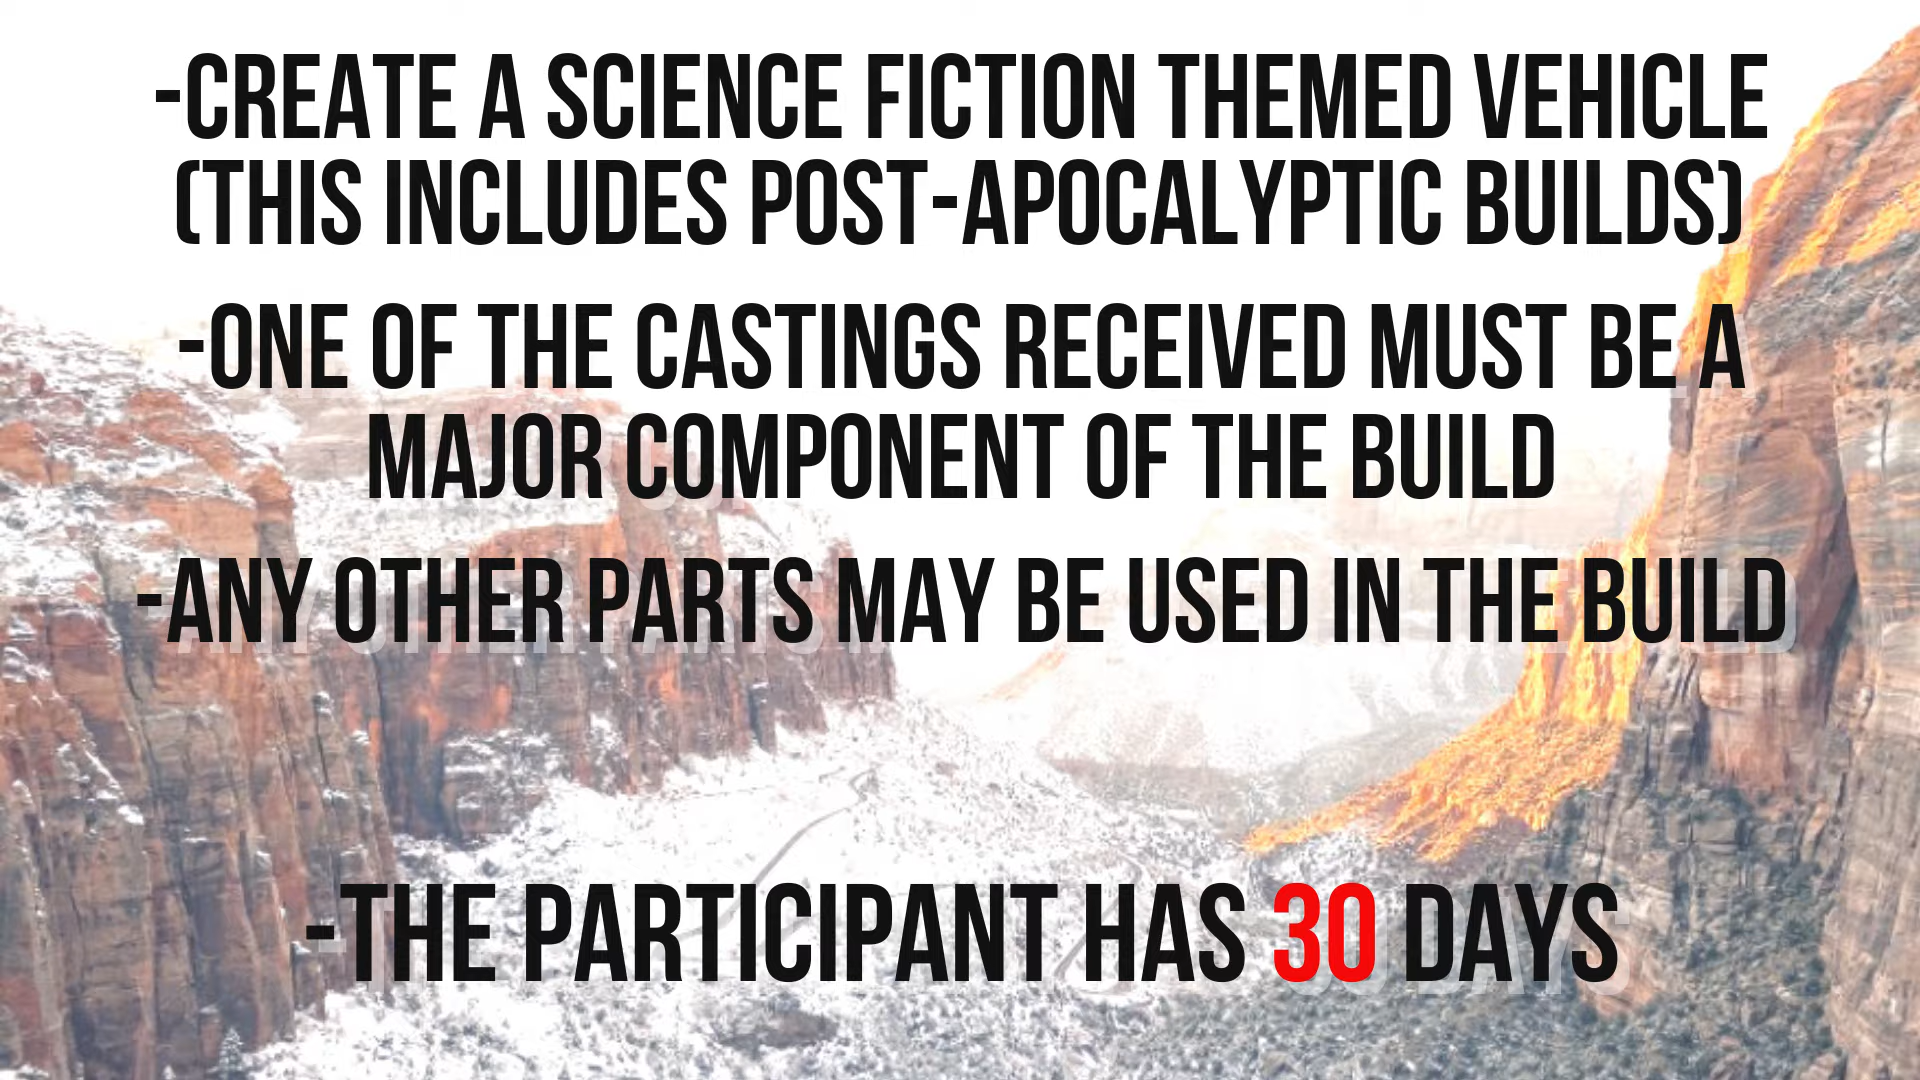 -CREATE A SCIENCE FICTION THEMED VEHICLE
(THIS INCLUDES POST-APOCALYPTIC BUILDS)
-ONE OF THE CASTINGS RECEIVED MUST BE A
MAJOR COMPONENT OF THE BUILD
-ANY OTHER PARTS MAY BE USED IN THE BUILD
-THE PARTICIPANT HAS 30 DAYS